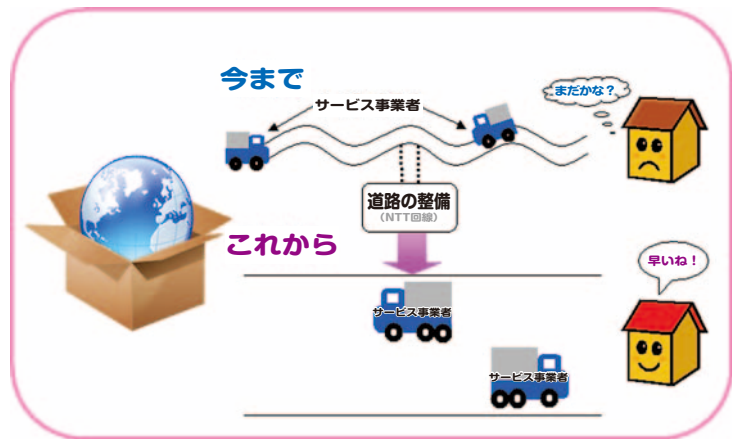 今まで
サービス事業者
まだかな？
道路の整備
（NTT回線）
これから
早いね！
サービス事業者
サービス事業者